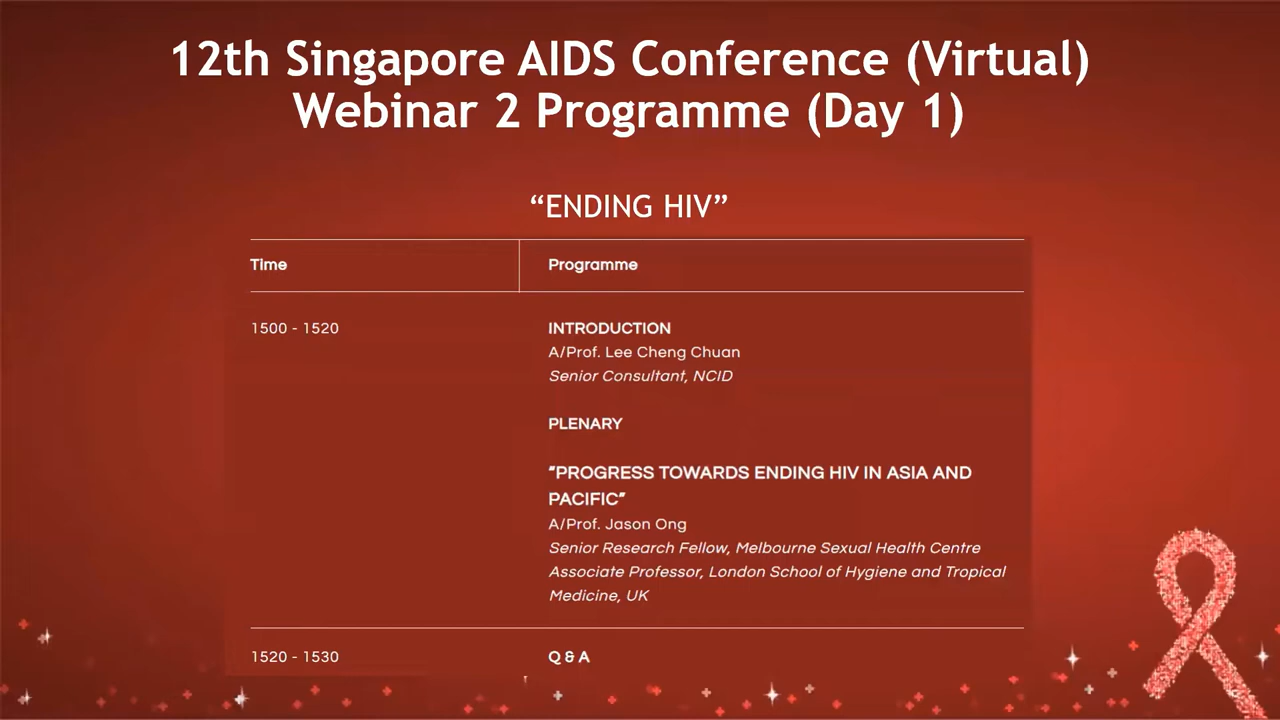 12th Singapore AIDS Conference (Virtual)
Webinar 2 Programme (Day 1)
“ENDING HIV”
Time
Programme
1500 - 1520
INTRODUCTION
A/Prof. Lee Cheng Chuan
Senior Consultant, NCID
PLENARY
“PROGRESS TOWARDS ENDING HIV IN ASIA AND
PACIFIC”
A/Prof. Jason Ong
Senior Research Fellow, Melbourne Sexual Health Centre
Associate Professor, London School of Hygiene and Tropical
Medicine, UK
1520 - 1530
Q & A